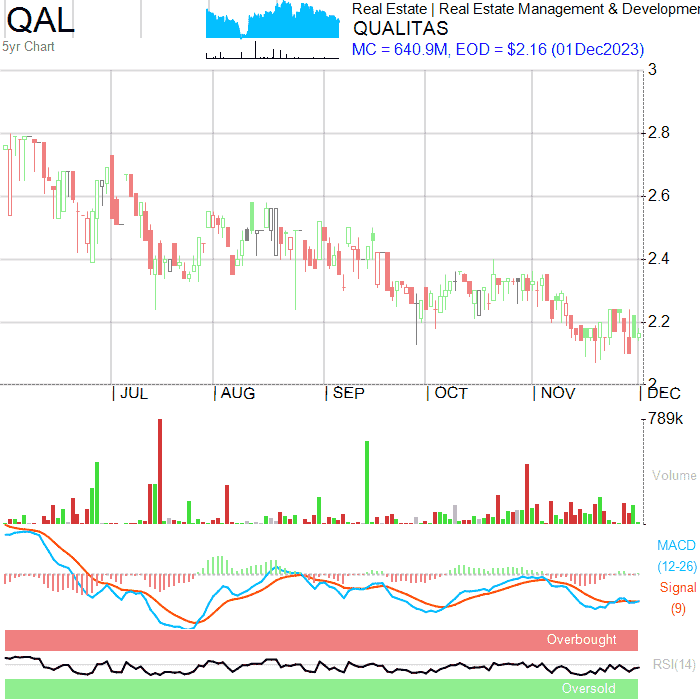 QAL
5yr Chart
Real Estate | Real Estate Management & Developmen
QUALITAS
MC = 640.9M, EOD = $2.16 (01Dec2023)
3
2.8
2.6
2.4
2.2
2
JUL AUG SEP OCT NOV DEC
789k
Volume
MACD
(12-26)
Signal
(9)
Overbought
RSI(14)
Oversold